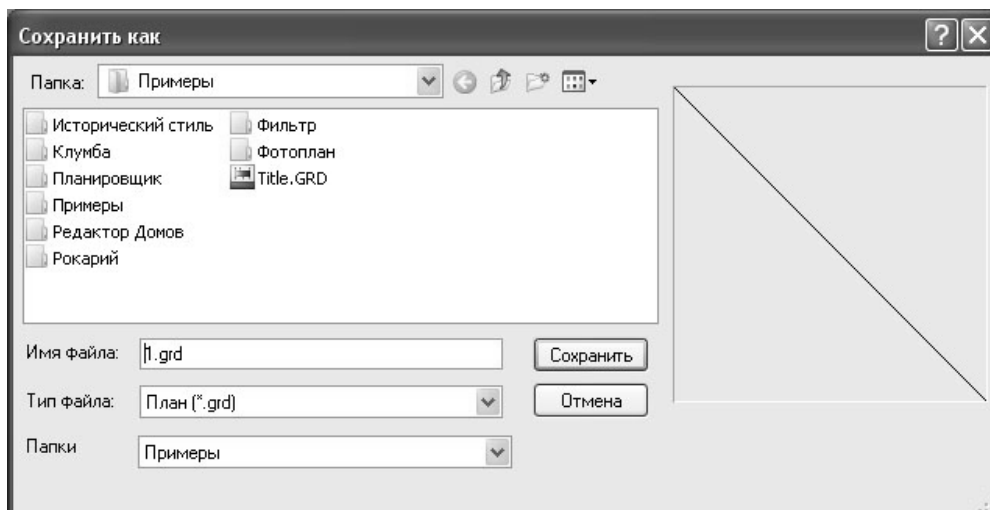 Сохранить как
Папка: Примеры
Исторический стиль
Клумба
Планировщик
Примеры
Редактор Домов
Рокарий
Фильтр
Фотоплан
Title.GRD
Имя файла: 1.grd
Сохранить
Тип файла: План (*.grd)
Отмена
Папки Примеры